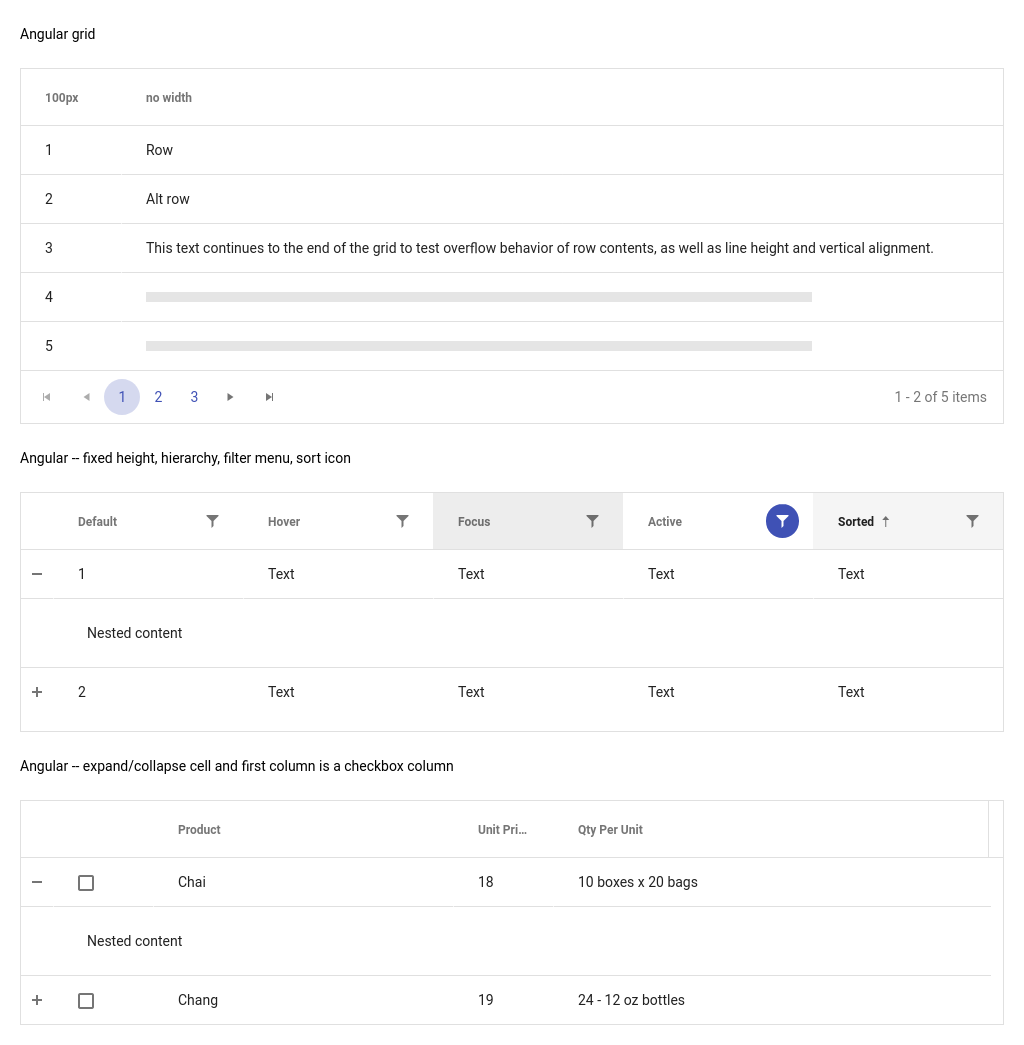 Angular grid
100px no width
1 Row
2 Alt row
3 This text continues to the end of the grid to test overflow behavior of row contents, as well as line height and vertical alignment.
4
5
1 2 3 1 - 2 of 5 items
Angular -- fixed height, hierarchy, filter menu, sort icon
Default Hover Focus Active Sorted
1 Text Text Text Text
Nested content
2 Text Text Text Text
Angular -- expand/collapse cell and first column is a checkbox column
Product Unit Pri... Qty Per Unit
Chai 18 10 boxes x 20 bags
Nested content
Chang 19 24 - 12 oz bottles